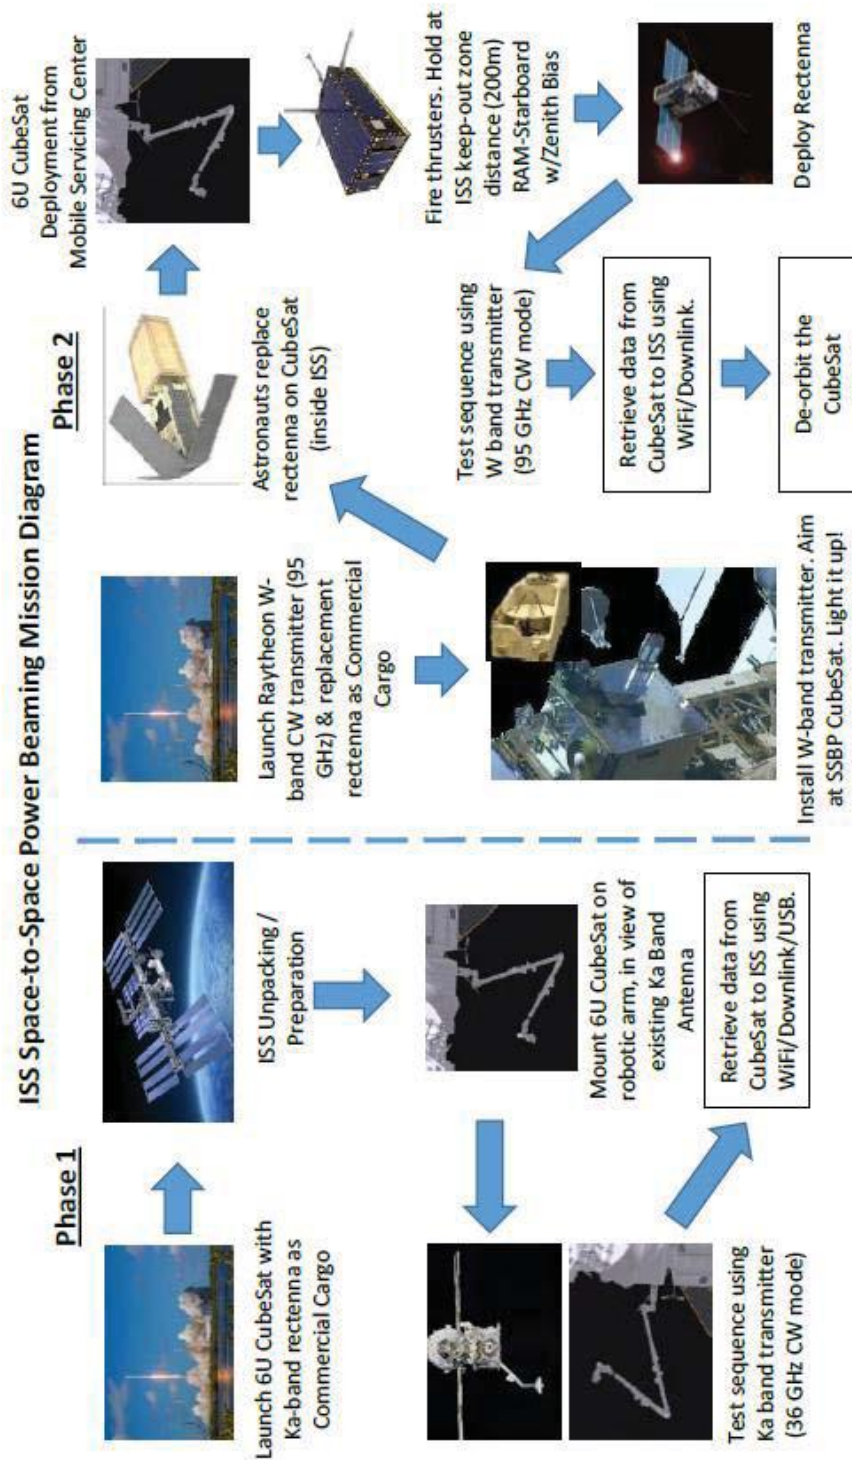 ISS Space-to-Space Power Beaming Mission Diagram
Phase 1
Launch 6U CubeSat with
Ka-band rectenna as
Commercial Cargo
ISS Unpacking /
Preparation
Mount 6U CubeSat on
robotic arm, in view of
existing Ka Band
Antenna
Test sequence using
Ka band transmitter
(36 GHz CW mode)
Retrieve data from
CubeSat to ISS using
WiFi/Downlink/USB.
Phase 2
Launch Raytheon W-
band CW transmitter (95
GHz) & replacement
rectenna as Commercial
Cargo
Install W-band transmitter. Aim
at SSBP CubeSat. Light it up!
Astronauts replace
rectenna on CubeSat
(inside ISS)
6U CubeSat
Deployment from
Mobile Servicing Center
Fire thrusters. Hold at
ISS keep-out zone
distance (200m)
RAM-Starboard
w/Zenith Bias
Deploy Rectenna
Test sequence using
W band transmitter
(95 GHz CW mode)
Retrieve data from
CubeSat to ISS using
WiFi/Downlink.
De-orbit the
CubeSat